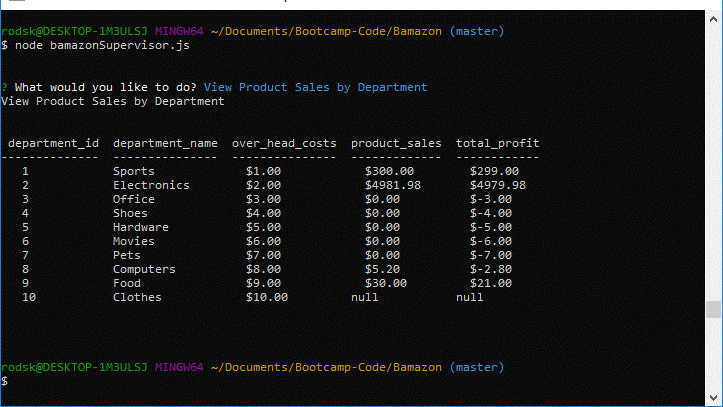 rodsk@DESKTOP-1M3ULSJ MINGW64 ~/Documents/Bootcamp-Code/Bamazon (master)
$ node bamazonSupervisor.js
? What would you like to do? View Product Sales by Department
View Product Sales by Department
department_id  department_name  over_head_costs  product_sales  total_profit
-------------  ---------------  ---------------  -------------  ------------
1  Sports  $1.00  $300.00  $299.00
2  Electronics  $2.00  $4981.98  $4979.98
3  Office  $3.00  $0.00  $-3.00
4  Shoes  $4.00  $0.00  $-4.00
5  Hardware  $5.00  $0.00  $-5.00
6  Movies  $6.00  $0.00  $-6.00
7  Pets  $7.00  $0.00  $-7.00
8  Computers  $8.00  $5.20  $-2.80
9  Food  $9.00  $30.00  $21.00
10  Clothes  $10.00  null  null
rodsk@DESKTOP-1M3ULSJ MINGW64 ~/Documents/Bootcamp-Code/Bamazon (master)
$